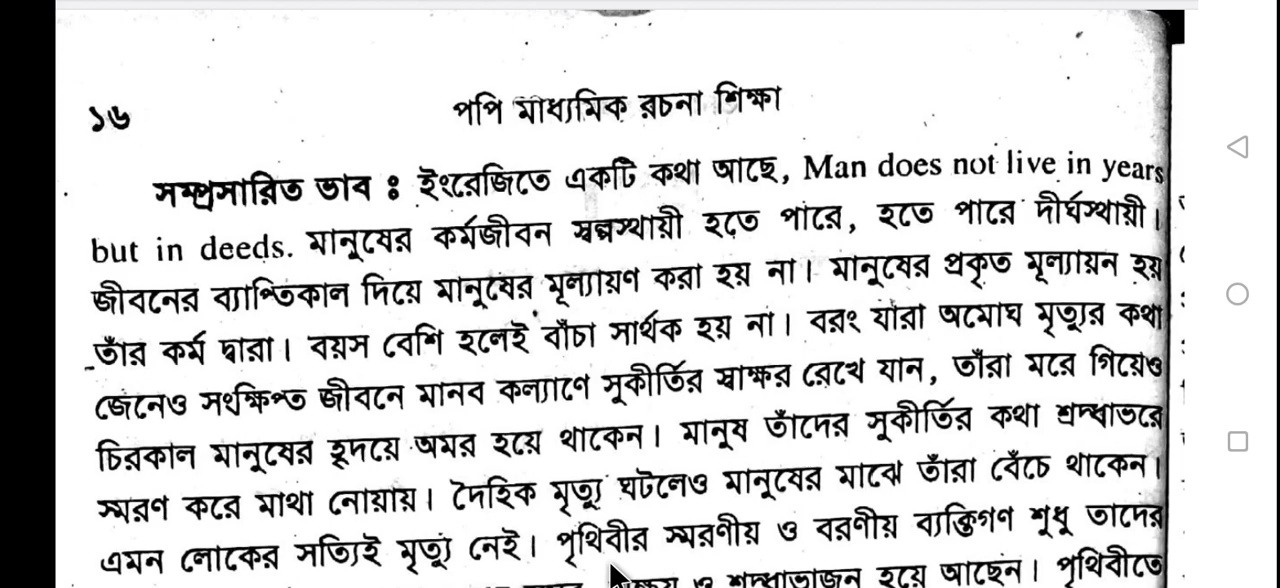 ১৬
পপি মাধ্যমিক রচনা শিক্ষা
সম্প্রসারিত ভাব : ইংরেজিতে একটি কথা আছে, Man does not live in years
but in deeds. মানুষের কর্মজীবন স্বল্পস্থায়ী হতে পারে, হতে পারে দীর্ঘস্থায়ী।
জীবনের ব্যাপ্তিকাল দিয়ে মানুষের মূল্যায়ণ করা হয় না। মানুষের প্রকৃত মূল্যায়ন হয়
তাঁর কর্ম দ্বারা। বয়স বেশি হলেই বাঁচা সার্থক হয় না। বরং যাঁরা অমোঘ মৃত্যুর কথা
জেনেও সংক্ষিপ্ত জীবনে মানব কল্যাণে সুকীর্তির স্বাক্ষর রেখে যান, তাঁরা মরে গিয়েও
চিরকাল মানুষের হৃদয়ে অমর হয়ে থাকেন। মানুষ তাঁদের সুকীর্তির কথা শ্রদ্ধাভরে
স্মরণ করে মাথা নোয়ায়। দৈহিক মৃত্যু ঘটলেও মানুষের মাঝে তাঁরা বেঁচে থাকেন।
এমন লোকের সত্যিই মৃত্যু নেই। পৃথিবীর স্মরণীয় ও বরণীয় ব্যক্তিগণ শুধু তাদের
ও শ্রদ্ধাভাজন হয়ে আছেন। পৃথিবীতে